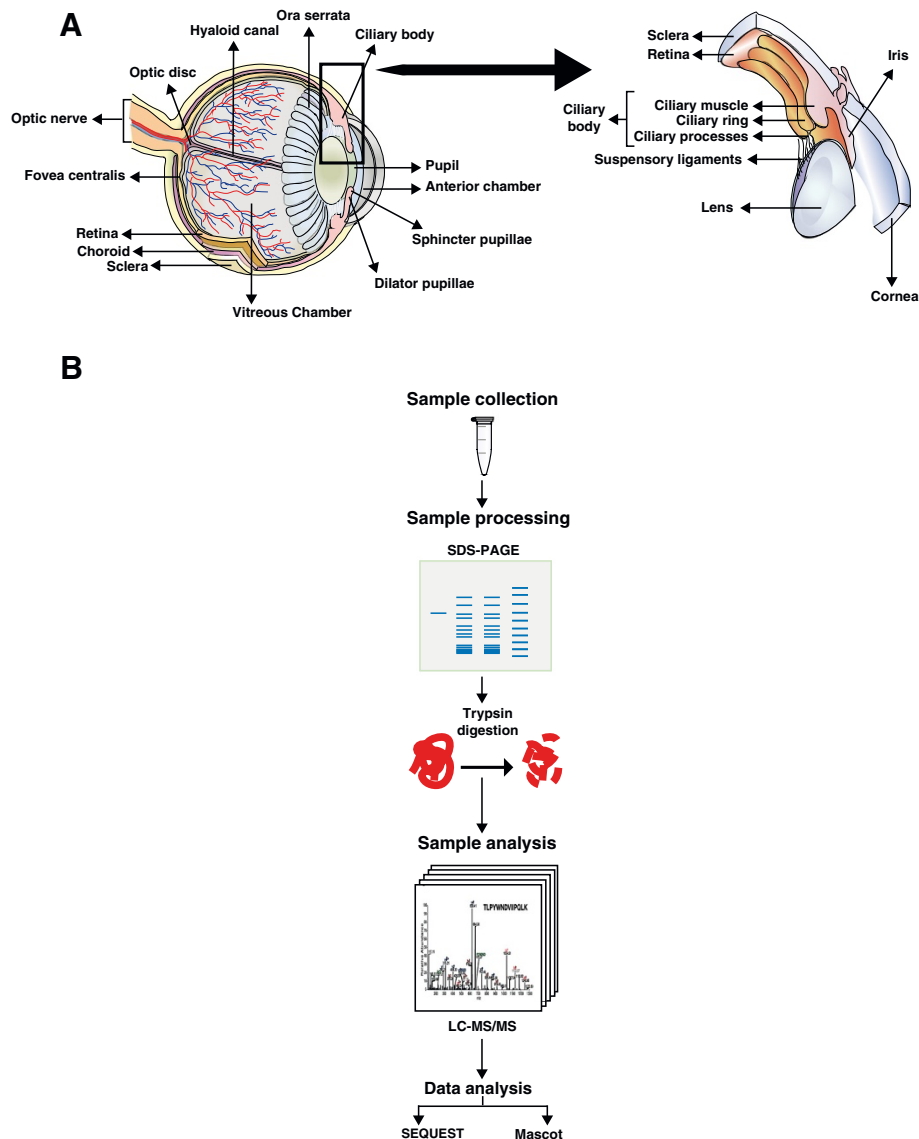 A
Ora serrata
Hyaloid canal
Ciliary body
Optic disc
Optic nerve
Fovea centralis
Pupil
Anterior chamber
Retina
Choroid
Sclera
Sphincter pupillae
Dilator pupillae
Vitreous Chamber
Sclera
Retina
Iris
Ciliary
body
Ciliary muscle
Ciliary ring
Ciliary processes
Suspensory ligaments
Lens
Cornea
B
Sample collection
Sample processing
SDS-PAGE
Trypsin
digestion
Sample analysis
TLPYWNDVIIPQLK
LC-MS/MS
Data analysis
SEQUEST
Mascot